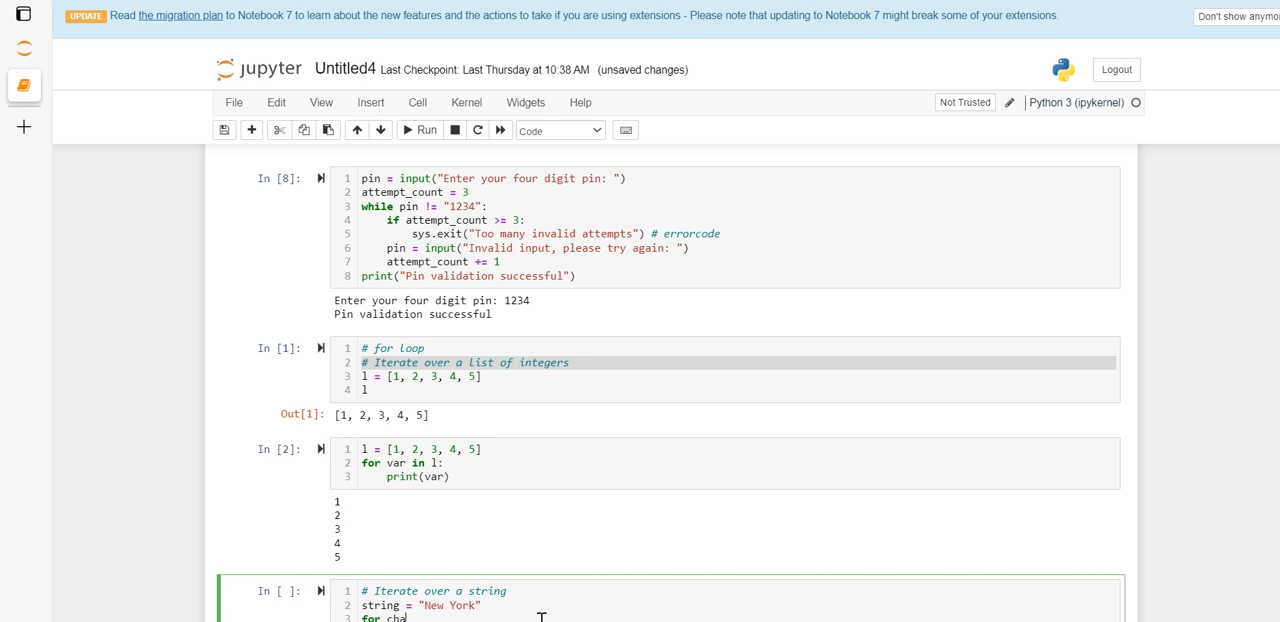 UPDATE Read the migration plan to Notebook 7 to learn about the new features and the actions to take if you are using extensions - Please note that updating to Notebook 7 might break some of your extensions.
Don't show anymo
jupyter Untitled4 Last Checkpoint: Last Thursday at 10:38 AM (unsaved changes)
Logout
File Edit View Insert Cell Kernel Widgets Help
Not Trusted Python 3 (ipykernel)
Run Code
In [8]:
1 pin = input("Enter your four digit pin: ")
2 attempt_count = 3
3 while pin != "1234":
4     if attempt_count >= 3:
5         sys.exit("Too many invalid attempts") # errorcode
6     pin = input("Invalid input, please try again: ")
7     attempt_count += 1
8 print("Pin validation successful")
Enter your four digit pin: 1234
Pin validation successful
In [1]:
1 # for loop
2 # Iterate over a list of integers
3 l = [1, 2, 3, 4, 5]
4 l
Out[1]: [1, 2, 3, 4, 5]
In [2]:
1 l = [1, 2, 3, 4, 5]
2 for var in l:
3     print(var)
1
2
3
4
5
In [ ]:
1 # Iterate over a string
2 string = "New York"
3 for cha